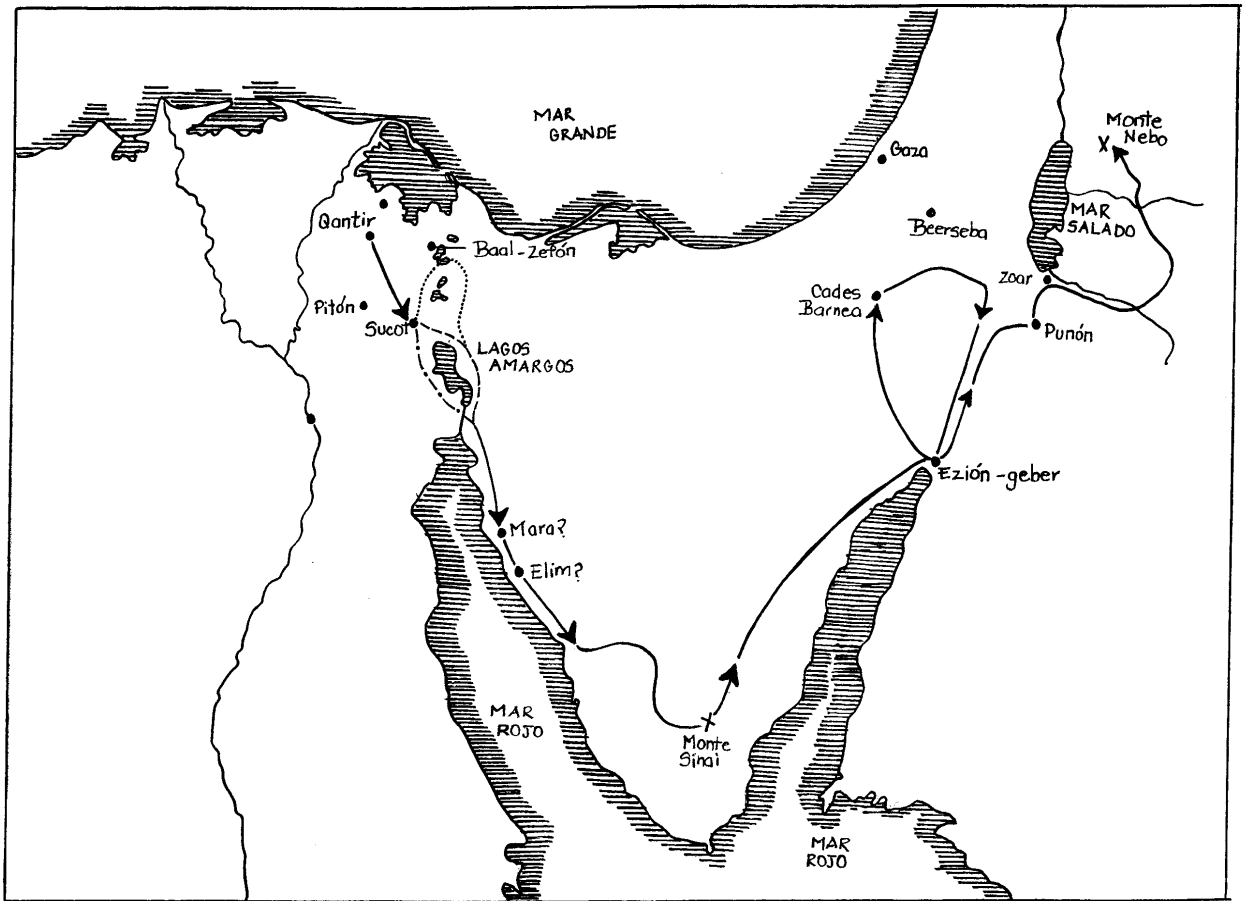 MAR
GRANDE
Monte
Nebo
Gaza
Qantir
Beerseba
MAR
SALADO
Baal-Zefón
Zoar
Pitón
Sucot
Cades
Barnea
Punón
LAGOS
AMARGOS
Ezión-geber
Mara?
Elim?
MAR
ROJO
Monte
Sinai
MAR
ROJO